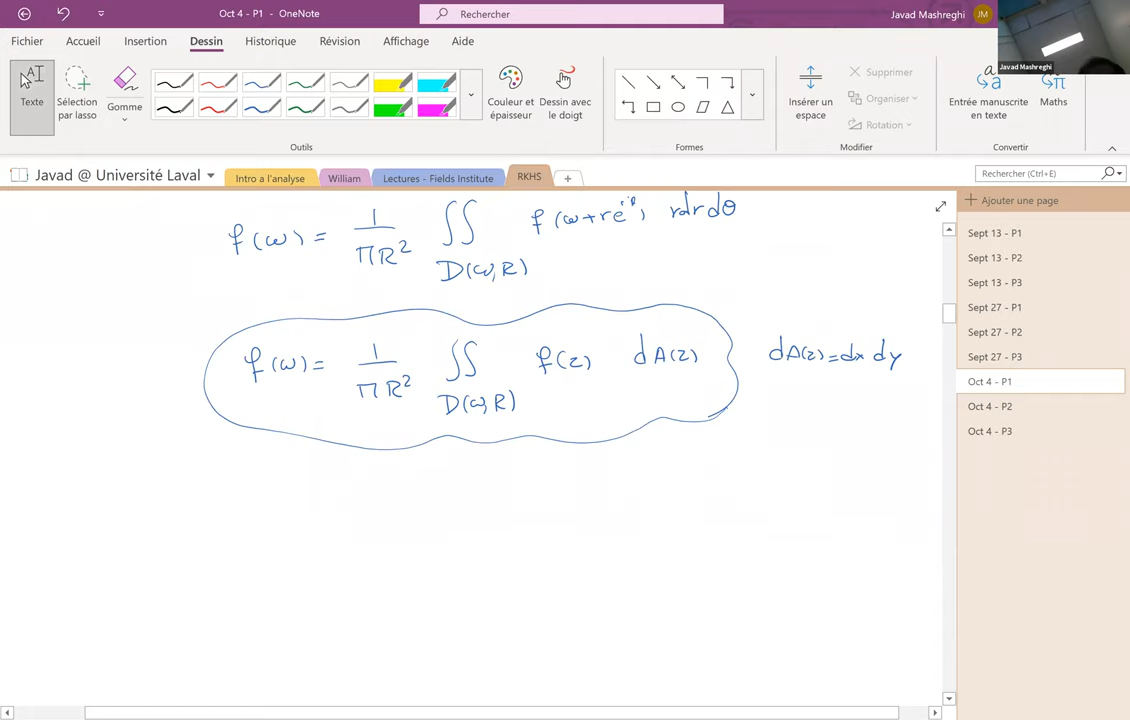 Oct 4 - P1 - OneNote
Rechercher
Javad Mashreghi
JM
Javad Mashreghi
Fichier
Accueil
Insertion
Dessin
Historique
Révision
Affichage
Aide
Texte
Sélection par lasso
Gomme
Couleur et épaisseur
Dessin avec le doigt
Insérer un espace
Supprimer
Organiser
Rotation
Entrée manuscrite en texte
Maths
Outils
Formes
Modifier
Convertir
Javad @ Université Laval
Intro a l'analyse
William
Lectures - Fields Institute
RKHS
Rechercher (Ctrl+E)
Ajouter une page
Sept 13 - P1
Sept 13 - P2
Sept 13 - P3
Sept 27 - P1
Sept 27 - P2
Sept 27 - P3
Oct 4 - P1
Oct 4 - P2
Oct 4 - P3
f(ω) = 1/πR² ∬ D(ω,R) f(ω+re^iθ) rdrdθ
f(ω) = 1/πR² ∬ D(ω,R) f(z) dA(z) dA(z)=dx dy